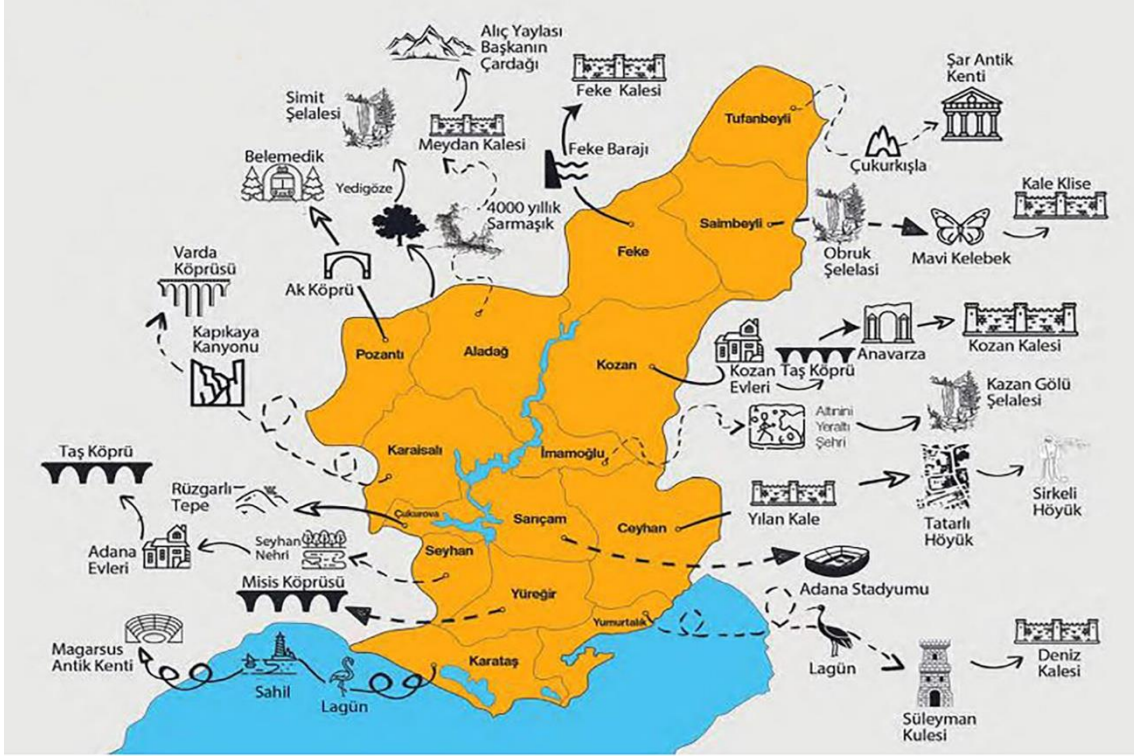 Alıç Yaylası
Başkanın
Çardağı
Feke Kalesi
Şar Antik
Kenti
Simit
Şelalesi
Meydan Kalesi
Tufanbeyli
Feke Barajı
Çukurkışla
Belemedik
Yedigöze
4000 yıllık
Sarmaşık
Kale Klise
Saimbeyli
Obruk
Şelelasi
Mavi Kelebek
Feke
Varda
Köprüsü
Ak Köprü
Kapıkaya
Kanyonu
Pozantı
Aladağ
Kozan
Kozan
Evleri
Taş Köprü
Anavarza
Kozan Kalesi
Altınini
Yeraltı
Şehri
Kazan Gölü
Şelalesi
Taş Köprü
Karaisalı
İmamoğlu
Rüzgarlı
Tepe
Çukurova
Sarıçam
Ceyhan
Yılan Kale
Tatarlı
Höyük
Sirkeli
Höyük
Adana
Evleri
Seyhan
Nehri
Seyhan
Misis Köprüsü
Yüreğir
Yumurtalık
Adana Stadyumu
Magarsus
Antik Kenti
Sahil
Lagün
Karataş
Lagün
Süleyman
Kulesi
Deniz
Kalesi